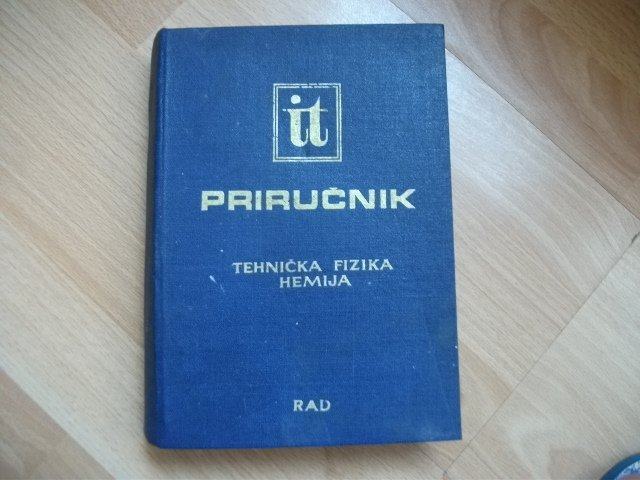 it
PRIRUČNIK
TEHNIČKA FIZIKA
HEMIJA
RAD